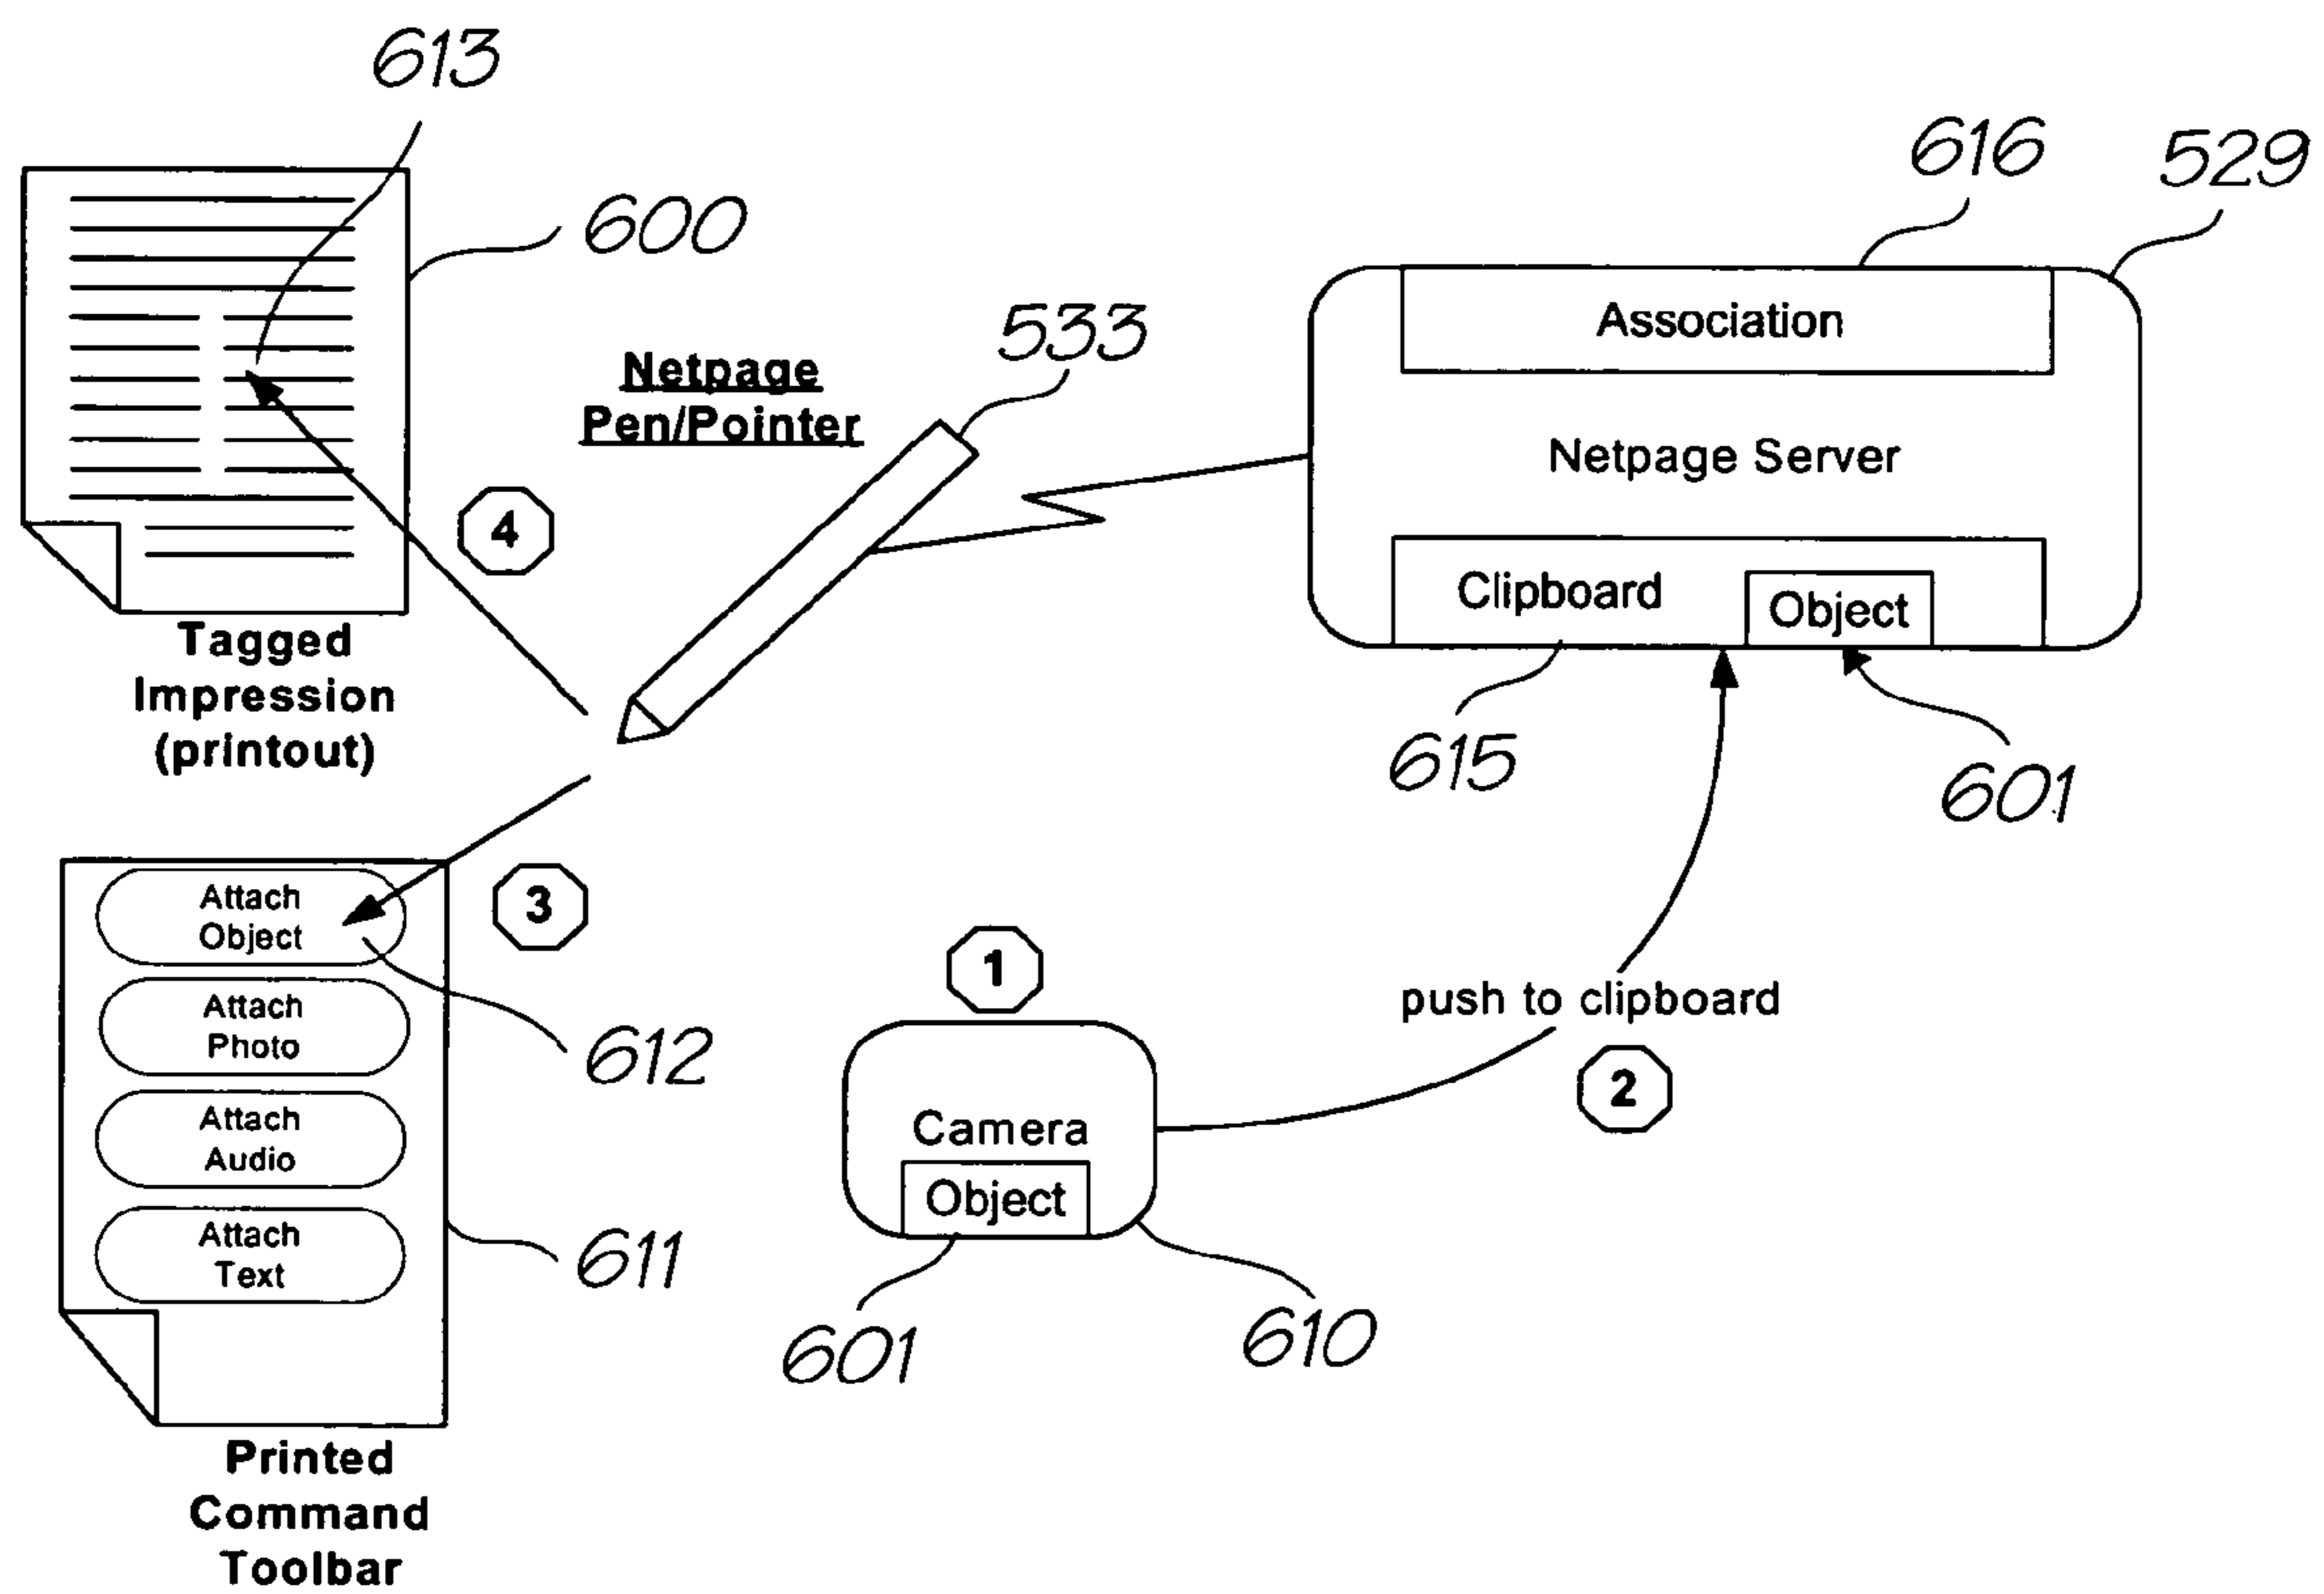 613
616
529
600
533
Association
Netpage
Pen/Pointer
Netpage Server
4
Clipboard
Object
Tagged
Impression
(printout)
615
601
Attach
Object
3
1
push to clipboard
Attach
Photo
612
2
Attach
Audio
Camera
Object
Attach
Text
611
601
610
Printed
Command
Toolbar